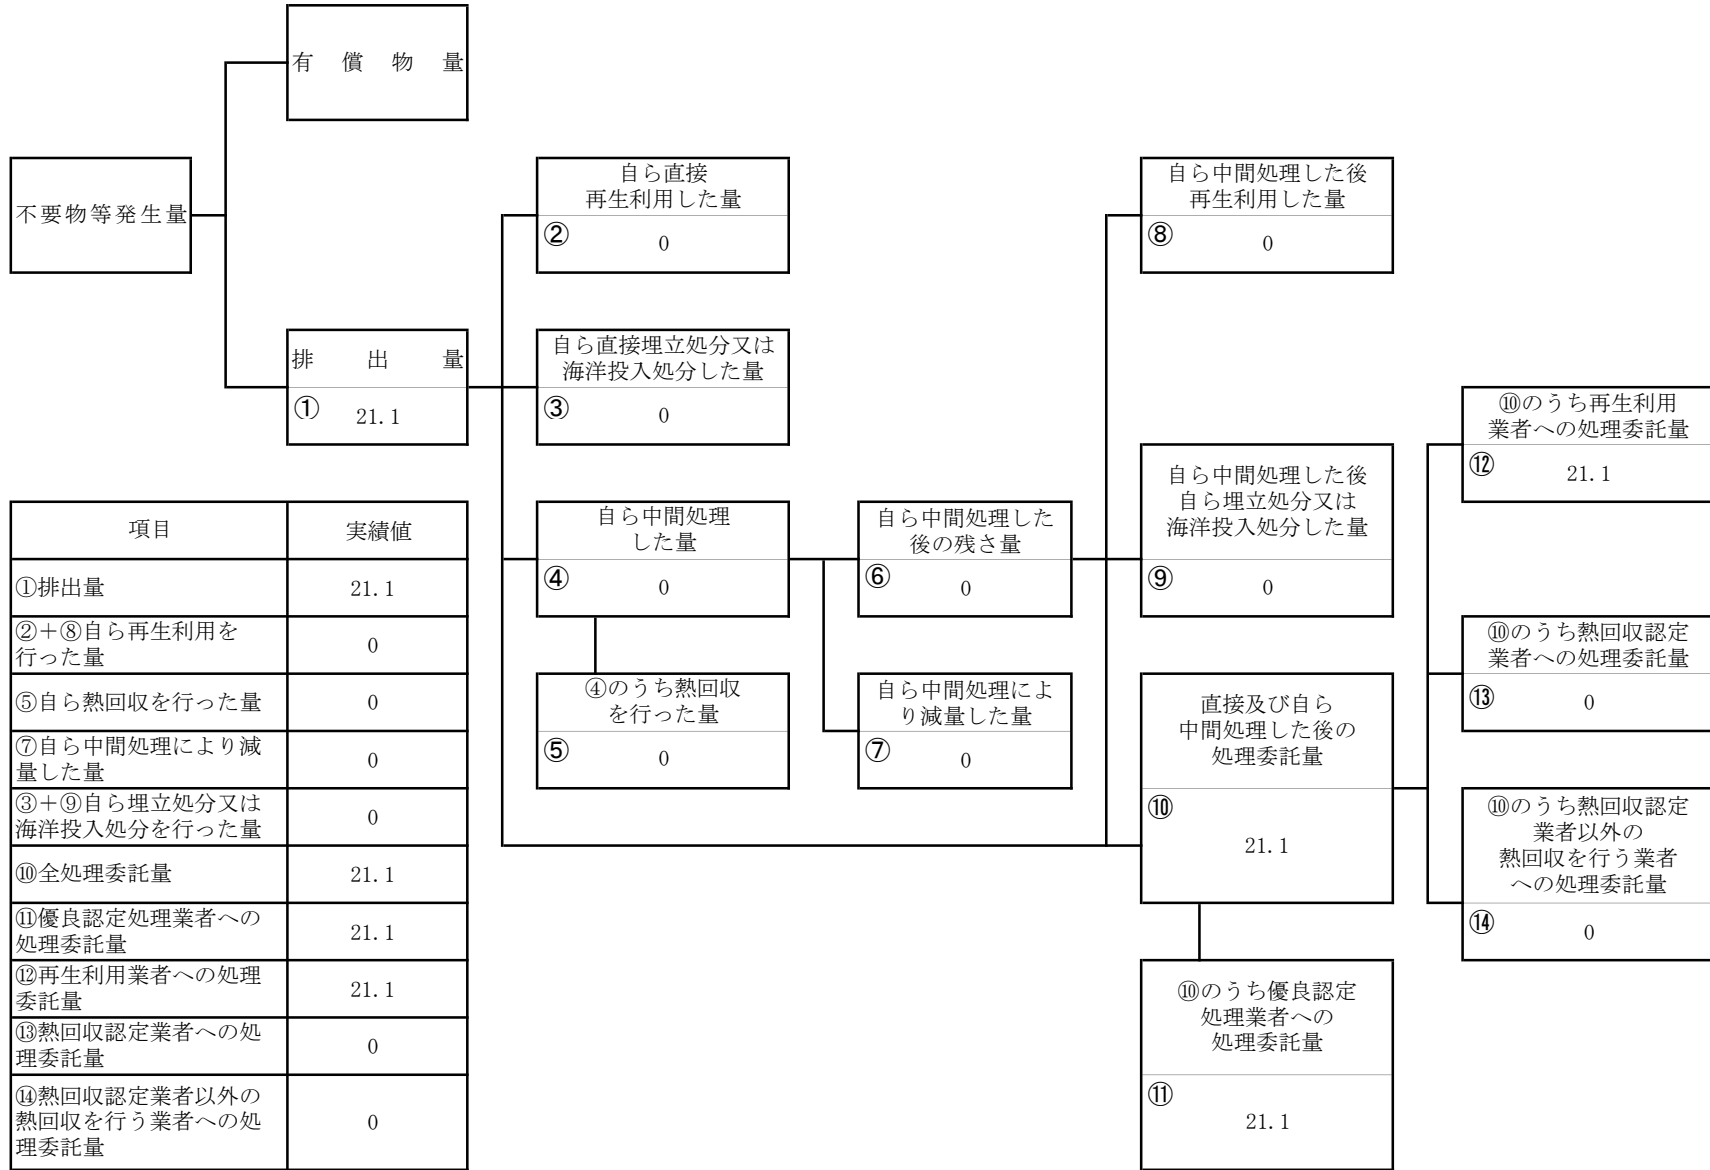 有償物量
不要物等発生量
排出量
① 21.1
自ら直接
再生利用した量
② 0
自ら直接埋立処分又は
海洋投入処分した量
③ 0
自ら中間処理
した量
④ 0
④のうち熱回収
を行った量
⑤ 0
自ら中間処理した
後の残さ量
⑥ 0
自ら中間処理によ
り減量した量
⑦ 0
自ら中間処理した後
再生利用した量
⑧ 0
自ら中間処理した後
自ら埋立処分又は
海洋投入処分した量
⑨ 0
直接及び自ら
中間処理した後の
処理委託量
⑩
21.1
⑩のうち優良認定
処理業者への
処理委託量
⑪
21.1
⑩のうち再生利用
業者への処理委託量
⑫ 21.1
⑩のうち熱回収認定
業者への処理委託量
⑬ 0
⑩のうち熱回収認定
業者以外の
熱回収を行う業者
への処理委託量
⑭ 0
項目 実績値
①排出量 21.1
②+⑧自ら再生利用を
行った量 0
⑤自ら熱回収を行った量 0
⑦自ら中間処理により減
量した量 0
③+⑨自ら埋立処分又は
海洋投入処分を行った量 0
⑩全処理委託量 21.1
⑪優良認定処理業者への
処理委託量 21.1
⑫再生利用業者への処理
委託量 21.1
⑬熱回収認定業者への処
理委託量 0
⑭熱回収認定業者以外の
熱回収を行う業者への処
理委託量 0